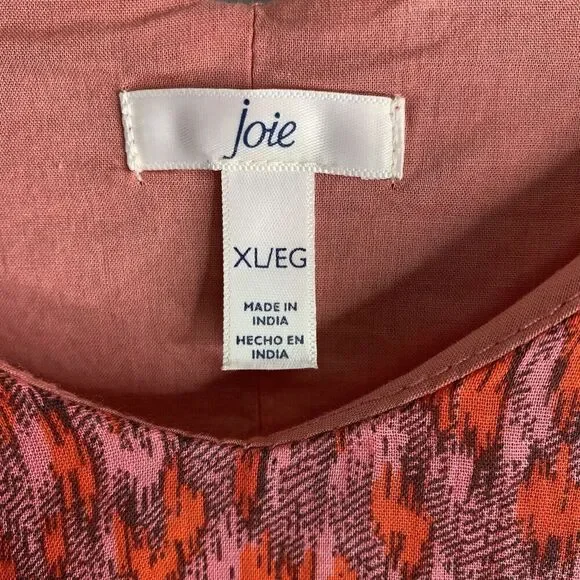 joie
XL/EG
MADE IN
INDIA
HECHO EN
INDIA